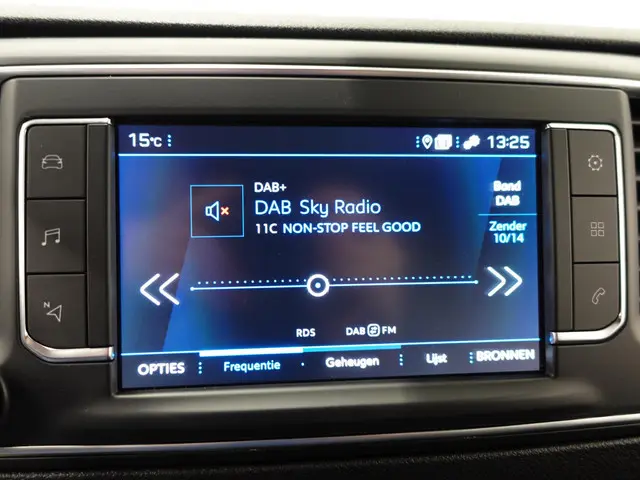 15°C 13:25
DAB+
DAB Sky Radio
11C NON-STOP FEEL GOOD
Band
DAB
Zender
10/14
RDS DAB FM
OPTIES Frequentie Geheugen Lijst BRONNEN
N